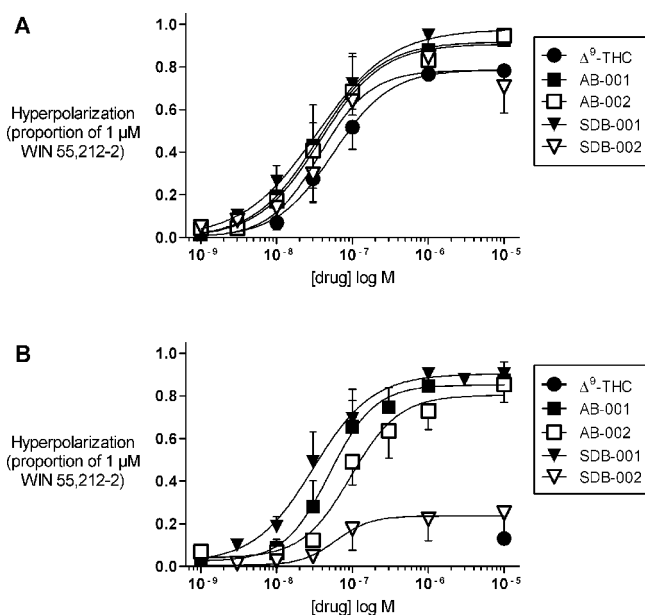 A
Hyperpolarization
(proportion of 1 µM
WIN 55,212-2)
1.0
0.8
0.6
0.4
0.2
0.0
10⁻⁹
10⁻⁸
10⁻⁷
10⁻⁶
10⁻⁵
[drug] log M
Δ⁹-THC
AB-001
AB-002
SDB-001
SDB-002
B
Hyperpolarization
(proportion of 1 µM
WIN 55,212-2)
1.0
0.8
0.6
0.4
0.2
0.0
10⁻⁹
10⁻⁸
10⁻⁷
10⁻⁶
10⁻⁵
[drug] log M
Δ⁹-THC
AB-001
AB-002
SDB-001
SDB-002